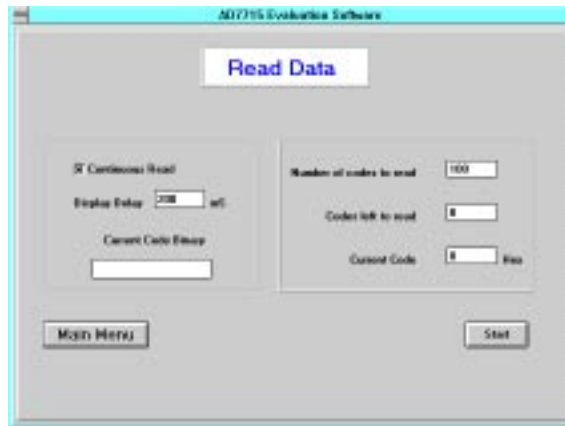 AD7715 Evaluation Software
Read Data
Continuous Read
Display Delay 200 mS
Current Code Binary
Number of codes to read 100
Codes left to read 0
Current Code 0 Hex
Main Menu
Start